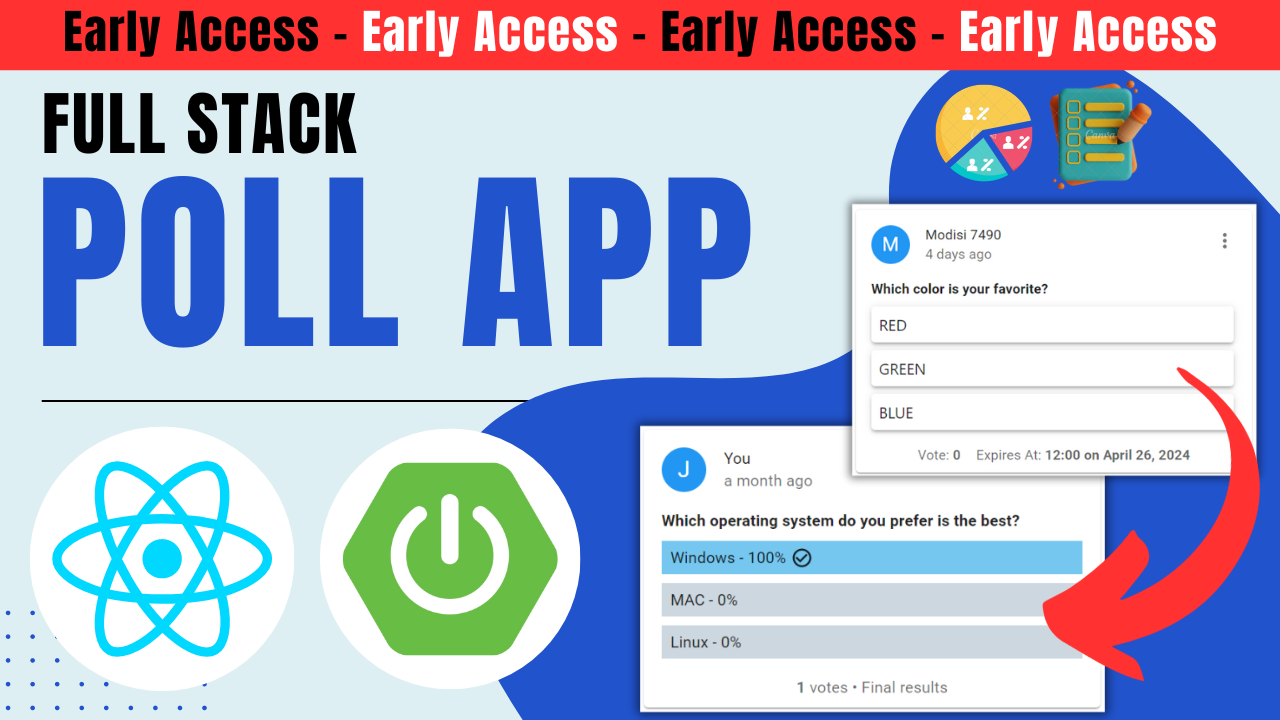 Early Access - Early Access - Early Access - Early Access
FULL STACK
POLL APP
Canva
M
Modisi 7490
4 days ago
Which color is your favorite?
RED
GREEN
BLUE
Vote: 0 Expires At: 12:00 on April 26, 2024
J
You
a month ago
Which operating system do you prefer is the best?
Windows - 100%
MAC - 0%
Linux - 0%
1 votes • Final results